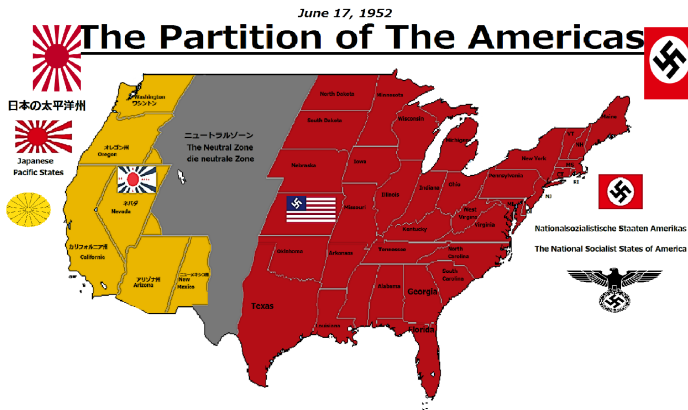 June 17, 1952
The Partition of The Americas
日本の太平洋州
Japanese
Pacific States
Washington
ワシントン
オレゴン州
Oregon
ネバダ
Nevada
カリフォルニア州
California
アリゾナ州
Arizona
ニューメキシコ州
New
Mexico
ニュートラルゾーン
The Neutral Zone
die neutrale Zone
North Dakota
Minnesota
South Dakota
Wisconsin
Michigan
Nebraska
Iowa
Illinois
Indiana
Ohio
Pennsylvania
New York
VT
NH
Maine
RI
NJ
Missouri
Kentucky
West
Virginia
Virginia
Oklahoma
Arkansas
Tennessee
North
Carolina
South
Carolina
Texas
Louisiana
Alabama
Georgia
Florida
Nationalsozialistische Staaten Amerikas
The National Socialist States of America